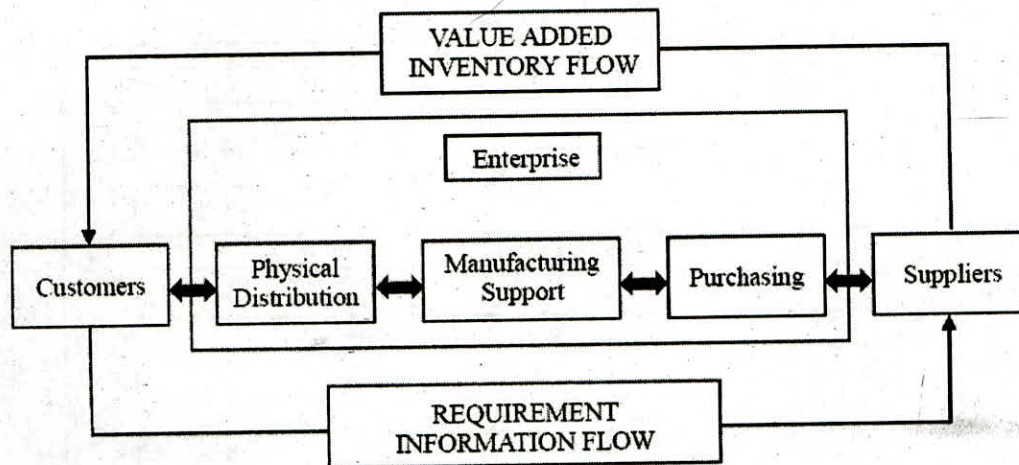 VALUE ADDED
INVENTORY FLOW
Enterprise
Customers
Physical
Distribution
Manufacturing
Support
Purchasing
Suppliers
REQUIREMENT
INFORMATION FLOW